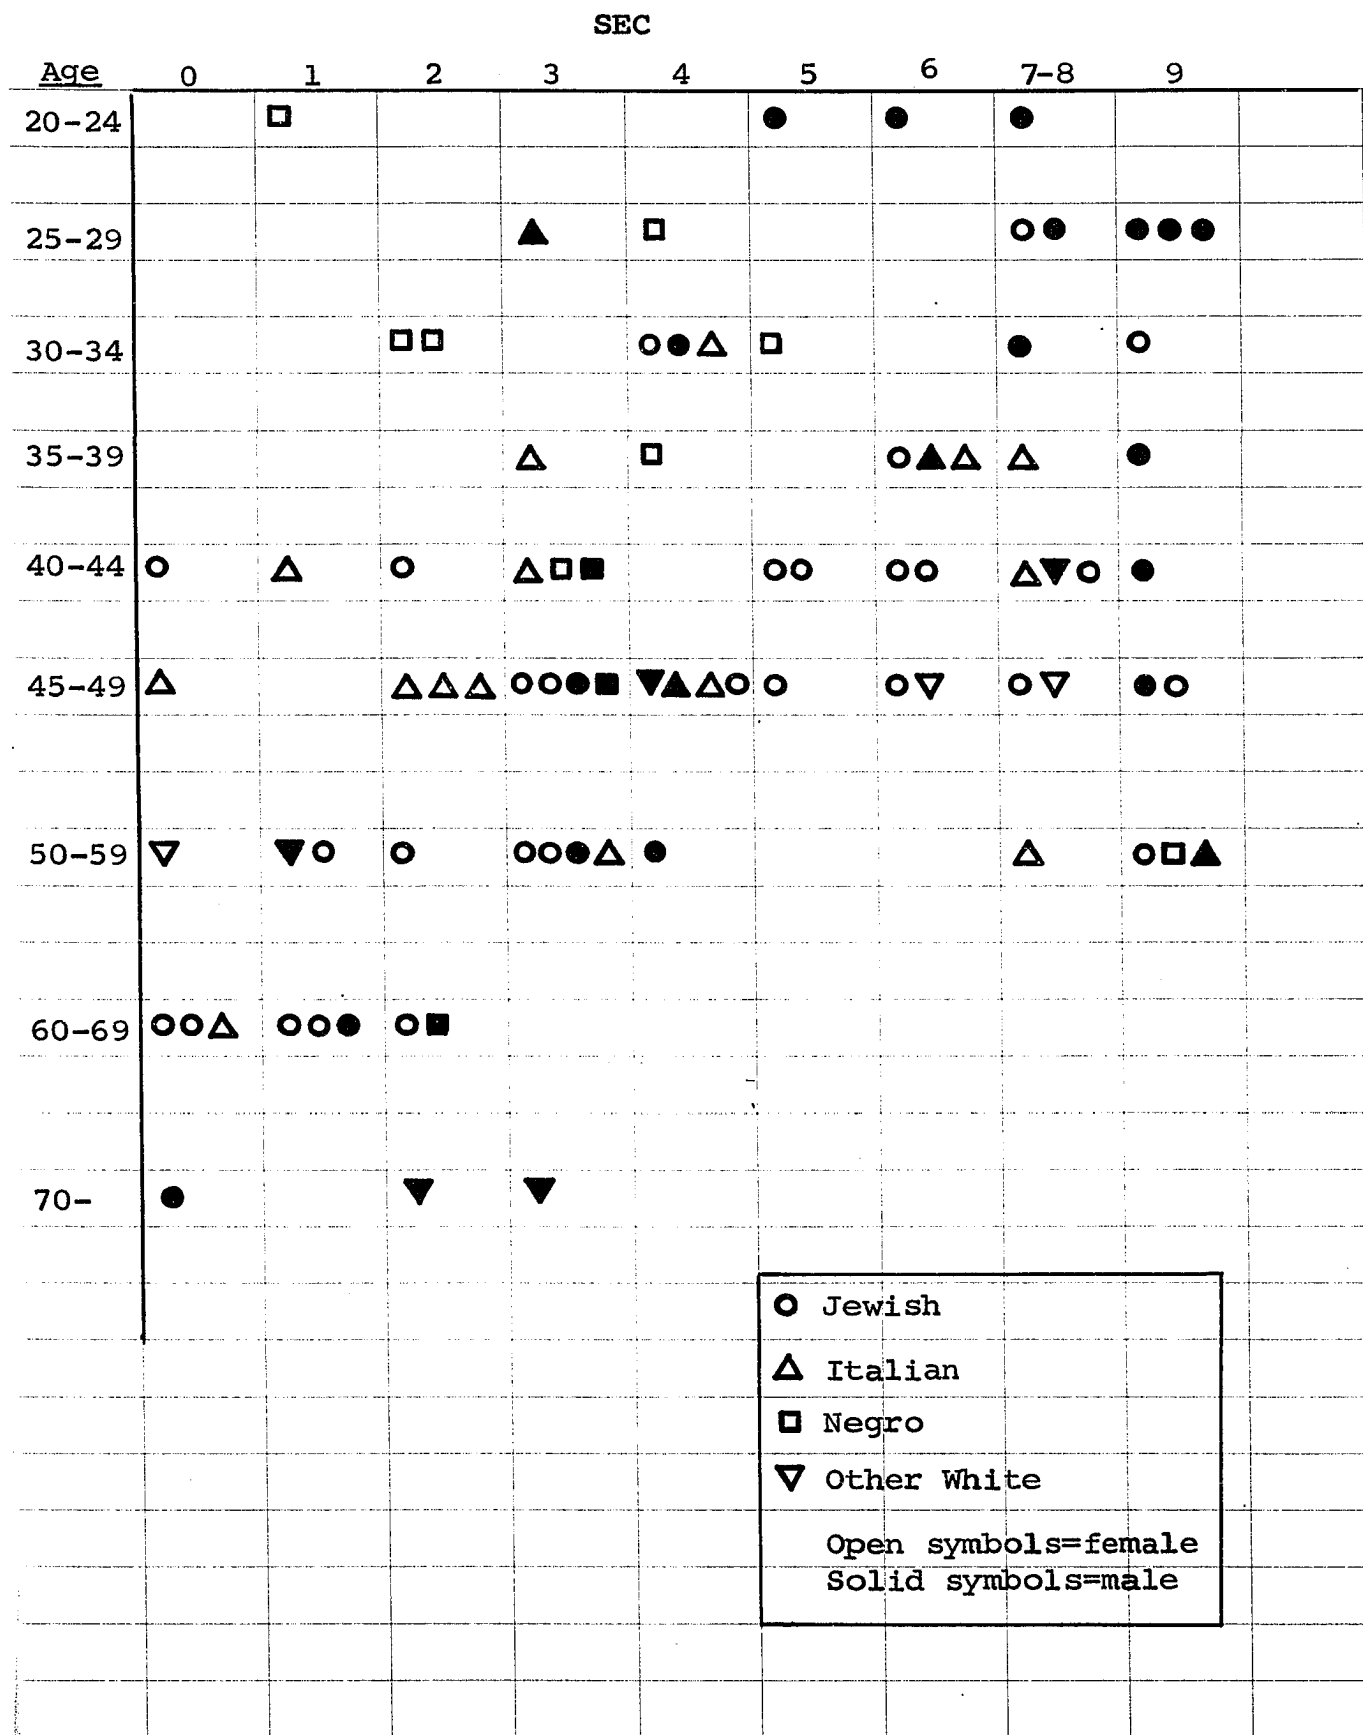 SEC
Age 0 1 2 3 4 5 6 7-8 9
20-24
25-29
30-34
35-39
40-44
45-49
50-59
60-69
70-
Jewish
Italian
Negro
Other White
Open symbols=female
Solid symbols=male